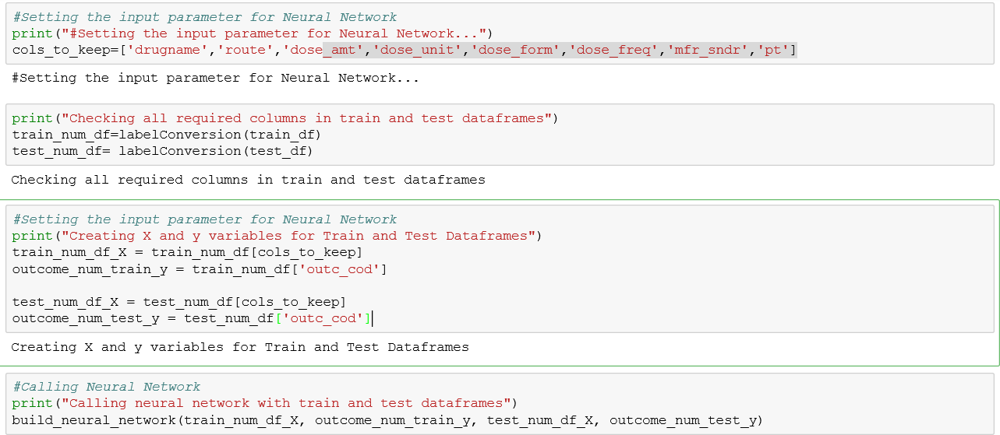 #Setting the input parameter for Neural Network
print("#Setting the input parameter for Neural Network...")
cols_to_keep=['drugname','route','dose_amt','dose_unit','dose_form','dose_freq','mfr_sndr','pt']
#Setting the input parameter for Neural Network...
print("Checking all required columns in train and test dataframes")
train_num_df=labelConversion(train_df)
test_num_df= labelConversion(test_df)
Checking all required columns in train and test dataframes
#Setting the input parameter for Neural Network
print("Creating X and y variables for Train and Test Dataframes")
train_num_df_X = train_num_df[cols_to_keep]
outcome_num_train_y = train_num_df['outc_cod']
test_num_df_X = test_num_df[cols_to_keep]
outcome_num_test_y = test_num_df['outc_cod']
Creating X and y variables for Train and Test Dataframes
#Calling Neural Network
print("Calling neural network with train and test dataframes")
build_neural_network(train_num_df_X, outcome_num_train_y, test_num_df_X, outcome_num_test_y)